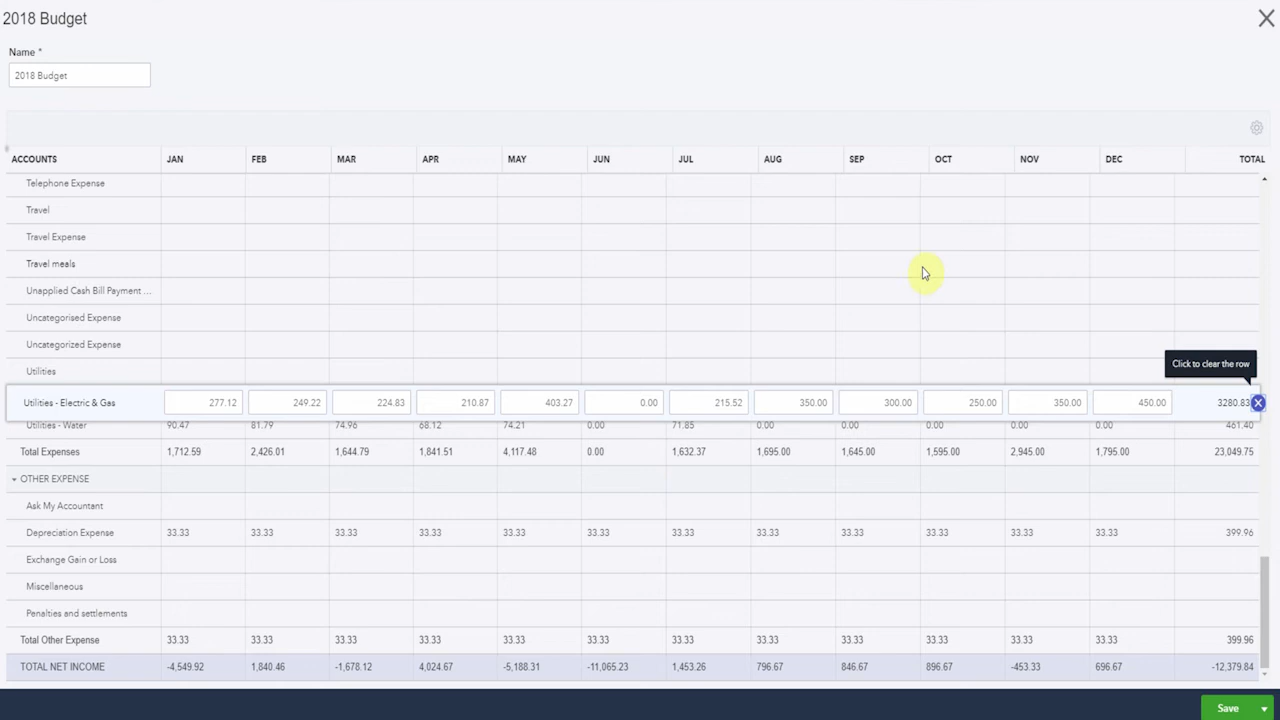 2018 Budget
Name *
2018 Budget
ACCOUNTS JAN FEB MAR APR MAY JUN JUL AUG SEP OCT NOV DEC TOTAL
Telephone Expense
Travel
Travel Expense
Travel meals
Unapplied Cash Bill Payment ...
Uncategorised Expense
Uncategorized Expense
Utilities
Click to clear the row
Utilities - Electric & Gas 277.12 249.22 224.83 210.87 403.27 0.00 215.52 350.00 300.00 250.00 350.00 450.00 3280.83
Utilities - Water 90.47 81.79 74.96 68.12 74.21 0.00 71.85 0.00 0.00 0.00 0.00 0.00 461.40
Total Expenses 1,712.59 2,426.01 1,644.79 1,841.51 4,117.48 0.00 1,632.37 1,695.00 1,645.00 1,595.00 2,945.00 1,795.00 23,049.75
OTHER EXPENSE
Ask My Accountant
Depreciation Expense 33.33 33.33 33.33 33.33 33.33 33.33 33.33 33.33 33.33 33.33 33.33 33.33 399.96
Exchange Gain or Loss
Miscellaneous
Penalties and settlements
Total Other Expense 33.33 33.33 33.33 33.33 33.33 33.33 33.33 33.33 33.33 33.33 33.33 33.33 399.96
TOTAL NET INCOME -4,549.92 1,840.46 -1,678.12 4,024.67 -5,188.31 -11,065.23 1,453.26 796.67 846.67 896.67 -453.33 696.67 -12,379.84
Save